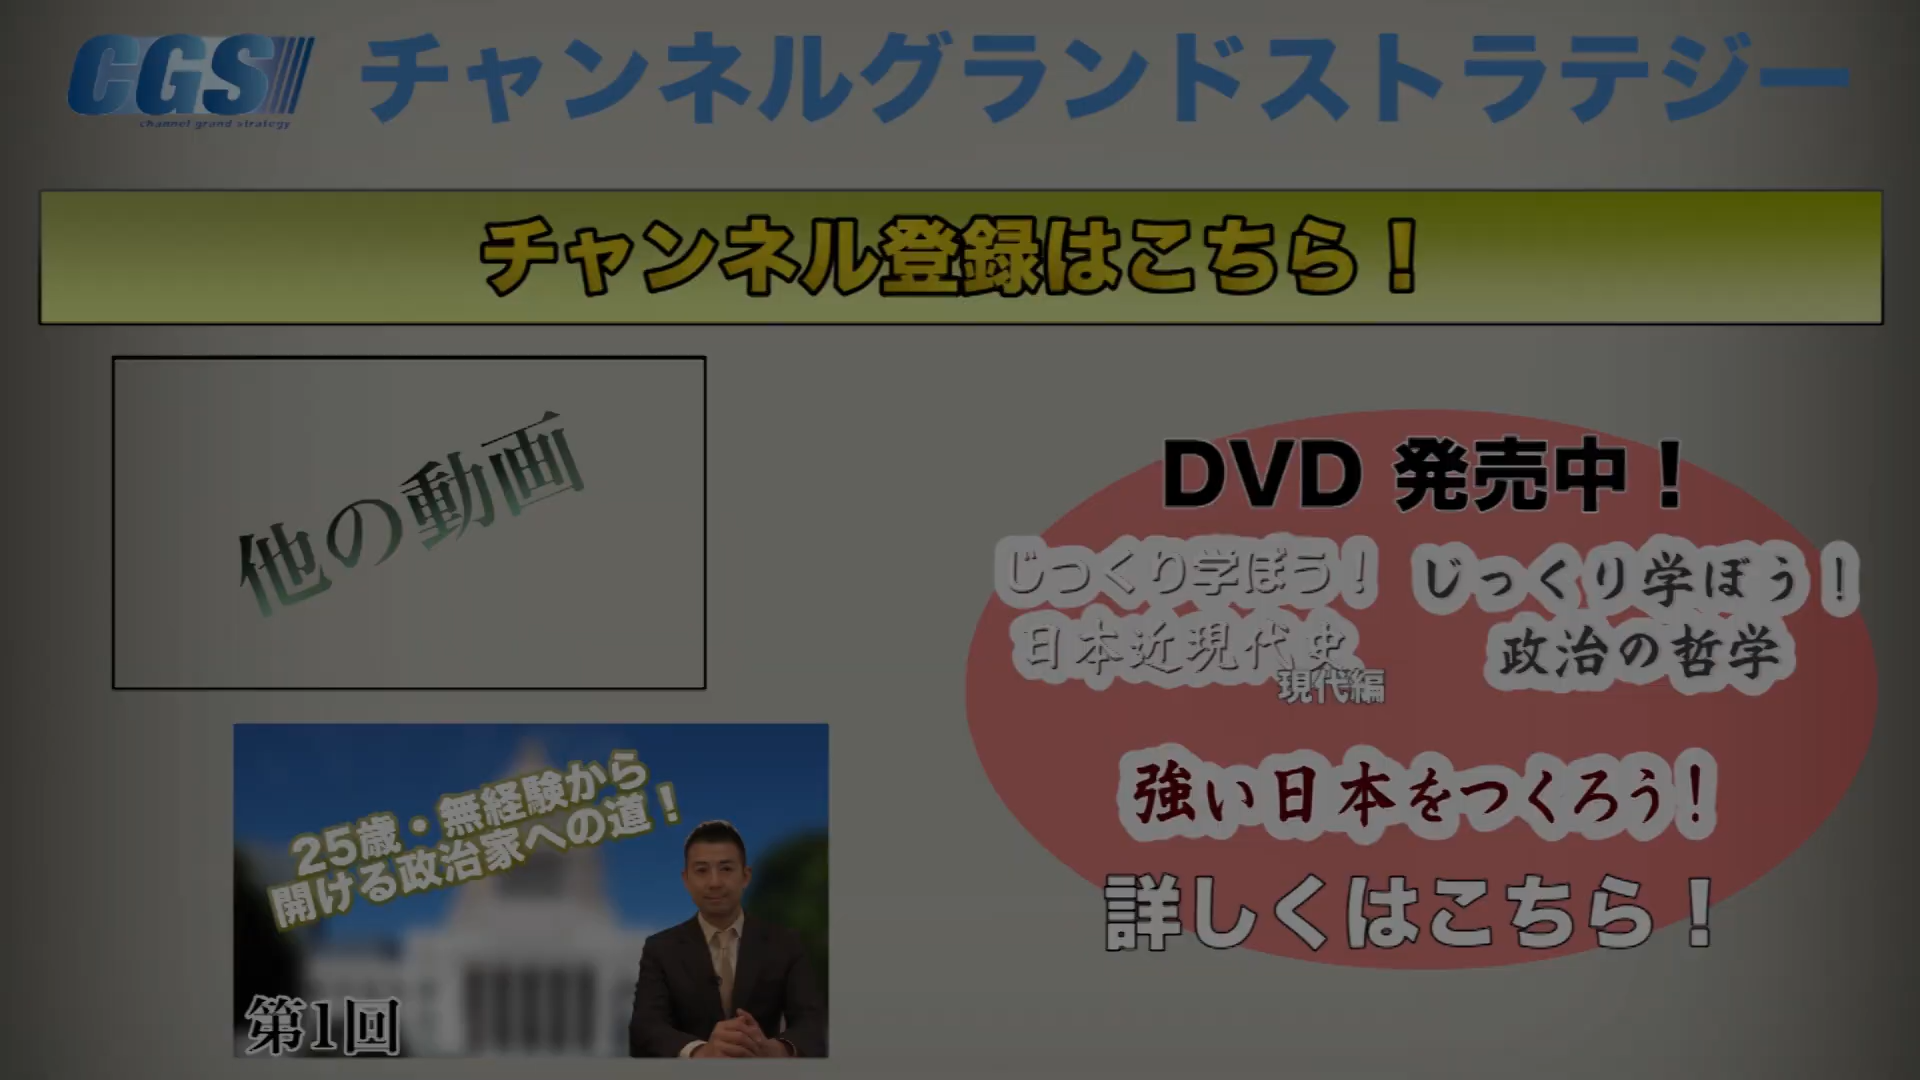 CGS
channel grand strategy
チャンネルグランドストラテジー
チャンネル登録はこちら！
他の動画
25歳・無経験から
開ける政治家への道！
第1回
DVD 発売中！
じっくり学ぼう！
日本近現代史
現代編
じっくり学ぼう！
政治の哲学
強い日本をつくろう！
詳しくはこちら！